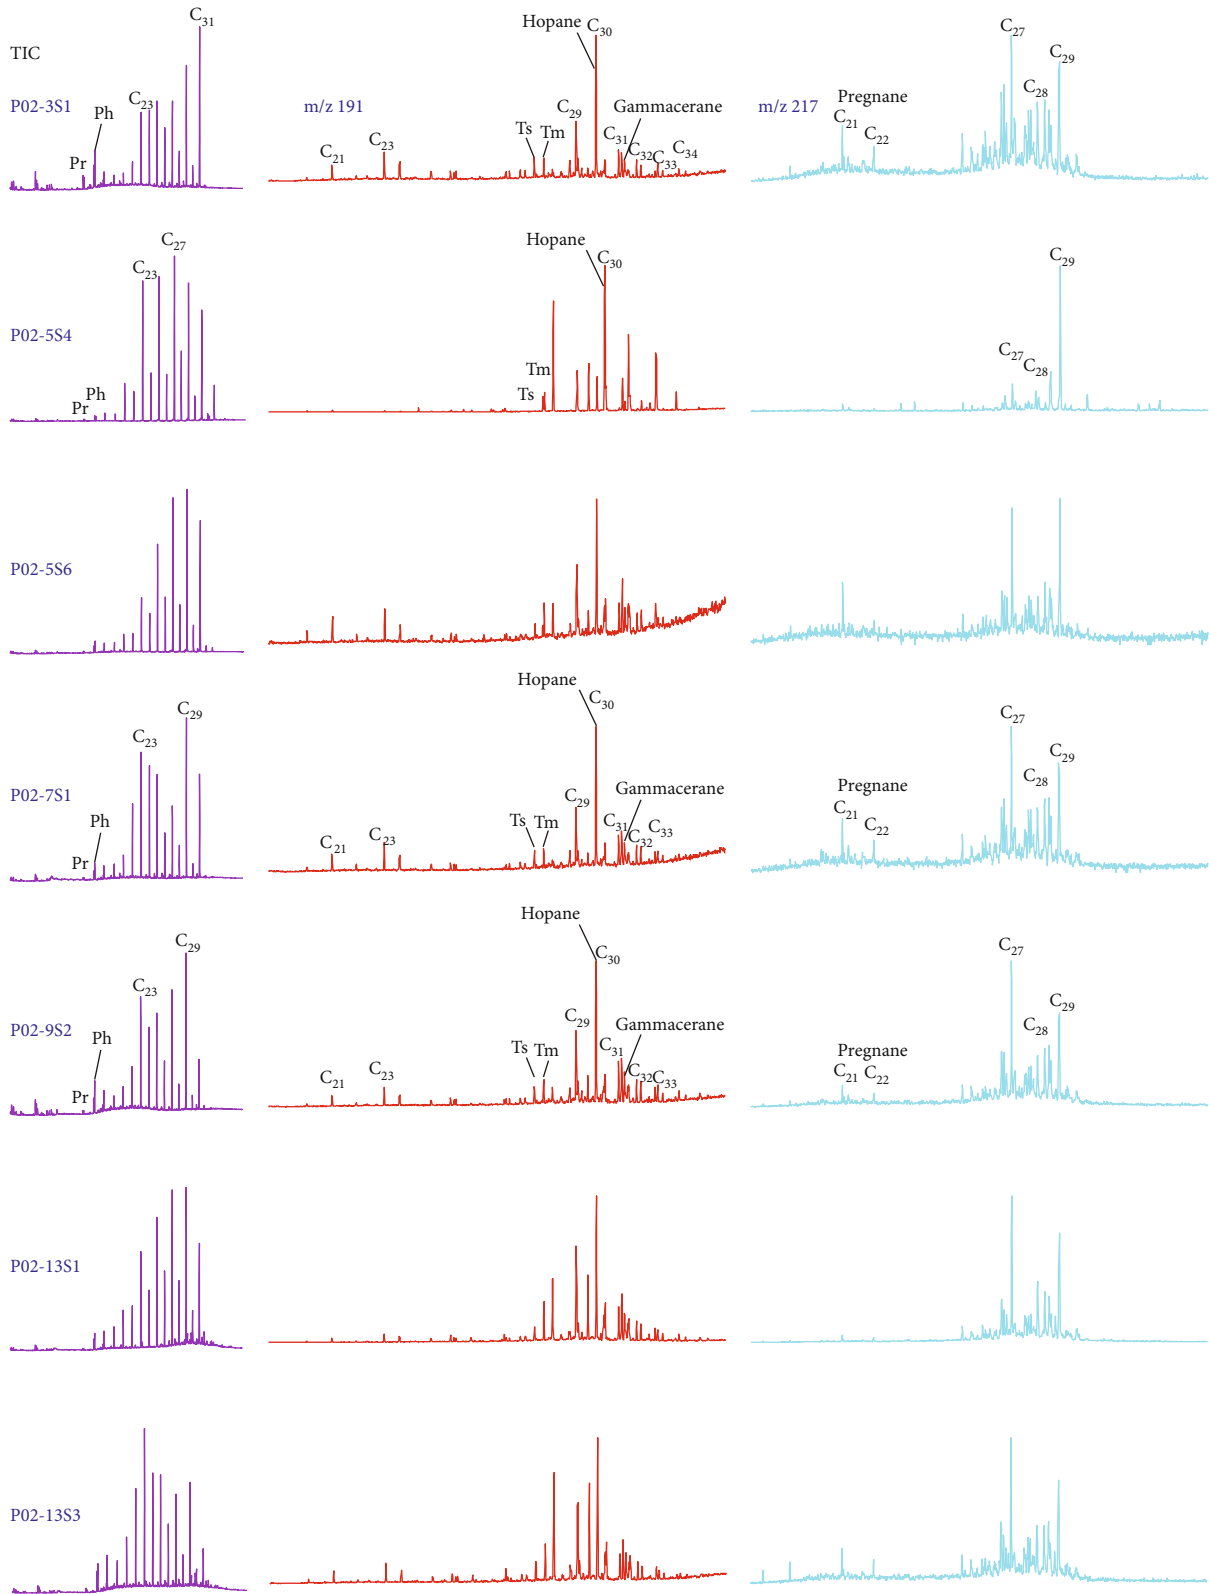 C31
Hopane
C30
C27
TIC
C29
P02-3S1
Ph
C23
m/z 191
C29
Gammacerane
m/z 217
Pregnane
C28
C21
C22
Pr
C21
C23
Ts
Tm
C31
C32
C33
C34
C27
C23
Hopane
C30
C29
P02-5S4
Ph
Pr
Tm
Ts
C27
C28
P02-5S6
Hopane
C30
C29
C23
C27
C29
P02-7S1
Ph
Pr
C21
C23
Ts
Tm
C29
Gammacerane
C31
C32
C33
Pregnane
C21
C22
C28
Hopane
C30
C29
C23
C27
C29
P02-9S2
Ph
Pr
C21
C23
Ts
Tm
C29
Gammacerane
C31
C32
C33
Pregnane
C21
C22
C28
P02-13S1
P02-13S3